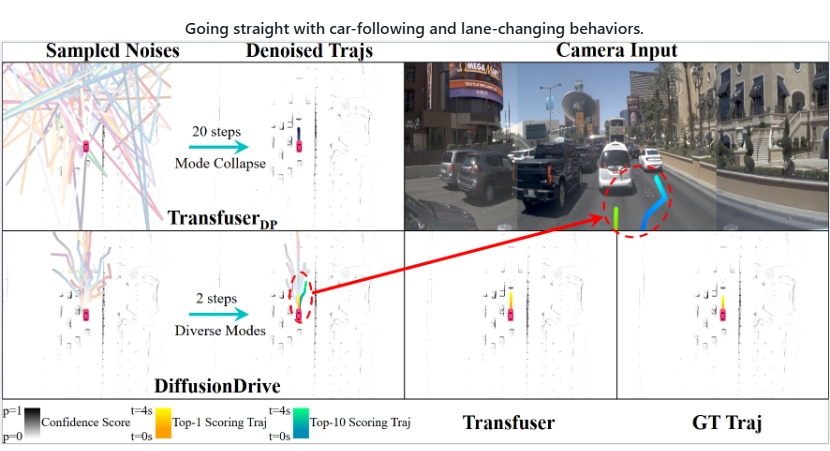 Going straight with car-following and lane-changing behaviors.
Sampled Noises
Denoised Trajs
Camera Input
MEGA
20 steps
Mode Collapse
TransfuserDP
2 steps
Diverse Modes
DiffusionDrive
p=1
p=0
Confidence Score
t=4s
t=0s
Top-1 Scoring Traj
t=4s
t=0s
Top-10 Scoring Traj
Transfuser
GT Traj